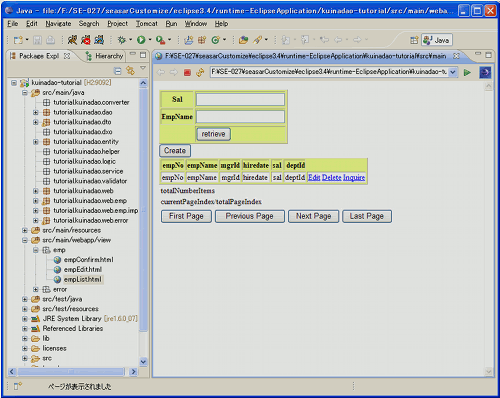 Java - file:/F:/SE-027/seasarCustomize/eclipse3.4/runtime-EclipseApplication/kuinadao-tutorial/src/main/weba...
File Edit Navigate Search Project Tomcat Run Window Help
Java
Package Expl
Hierarchy
kuinadao-tutorial [H2:9092]
src/main/java
tutorial.kuinadao.converter
tutorial.kuinadao.dao
tutorial.kuinadao.dto
tutorial.kuinadao.dxo
tutorial.kuinadao.entity
tutorial.kuinadao.helper
tutorial.kuinadao.logic
tutorial.kuinadao.service
tutorial.kuinadao.validator
tutorial.kuinadao.web
tutorial.kuinadao.web.emp
tutorial.kuinadao.web.emp.imp
tutorial.kuinadao.web.error
src/main/resources
src/main/webapp/view
emp
empConfirm.html
empEdit.html
empList.html
error
src/test/java
src/test/resources
JRE System Library [jre1.6.0_07]
Referenced Libraries
lib
licenses
src
F:¥SE-027¥seasarCustomize¥eclipse3.4¥runtime-EclipseApplication¥kuinadao-tutorial¥src¥main
F:¥SE-027¥seasarCustomize¥eclipse3.4¥runtime-EclipseApplication¥kuinadao-tu
Sal
EmpName
retrieve
Create
empNo empName mgrId hiredate sal deptId
empNo empName mgrId hiredate sal deptId Edit Delete Inquire
totalNumberItems
currentPageIndex/totalPageIndex
First Page Previous Page Next Page Last Page
ページが表示されました